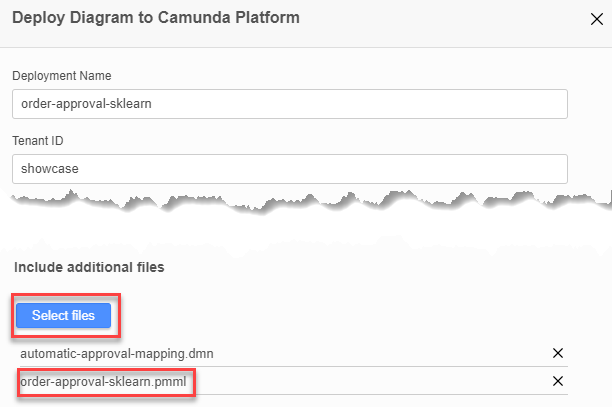 Deploy Diagram to Camunda Platform
Deployment Name
order-approval-sklearn
Tenant ID
showcase
Include additional files
Select files
automatic-approval-mapping.dmn
order-approval-sklearn.pmml